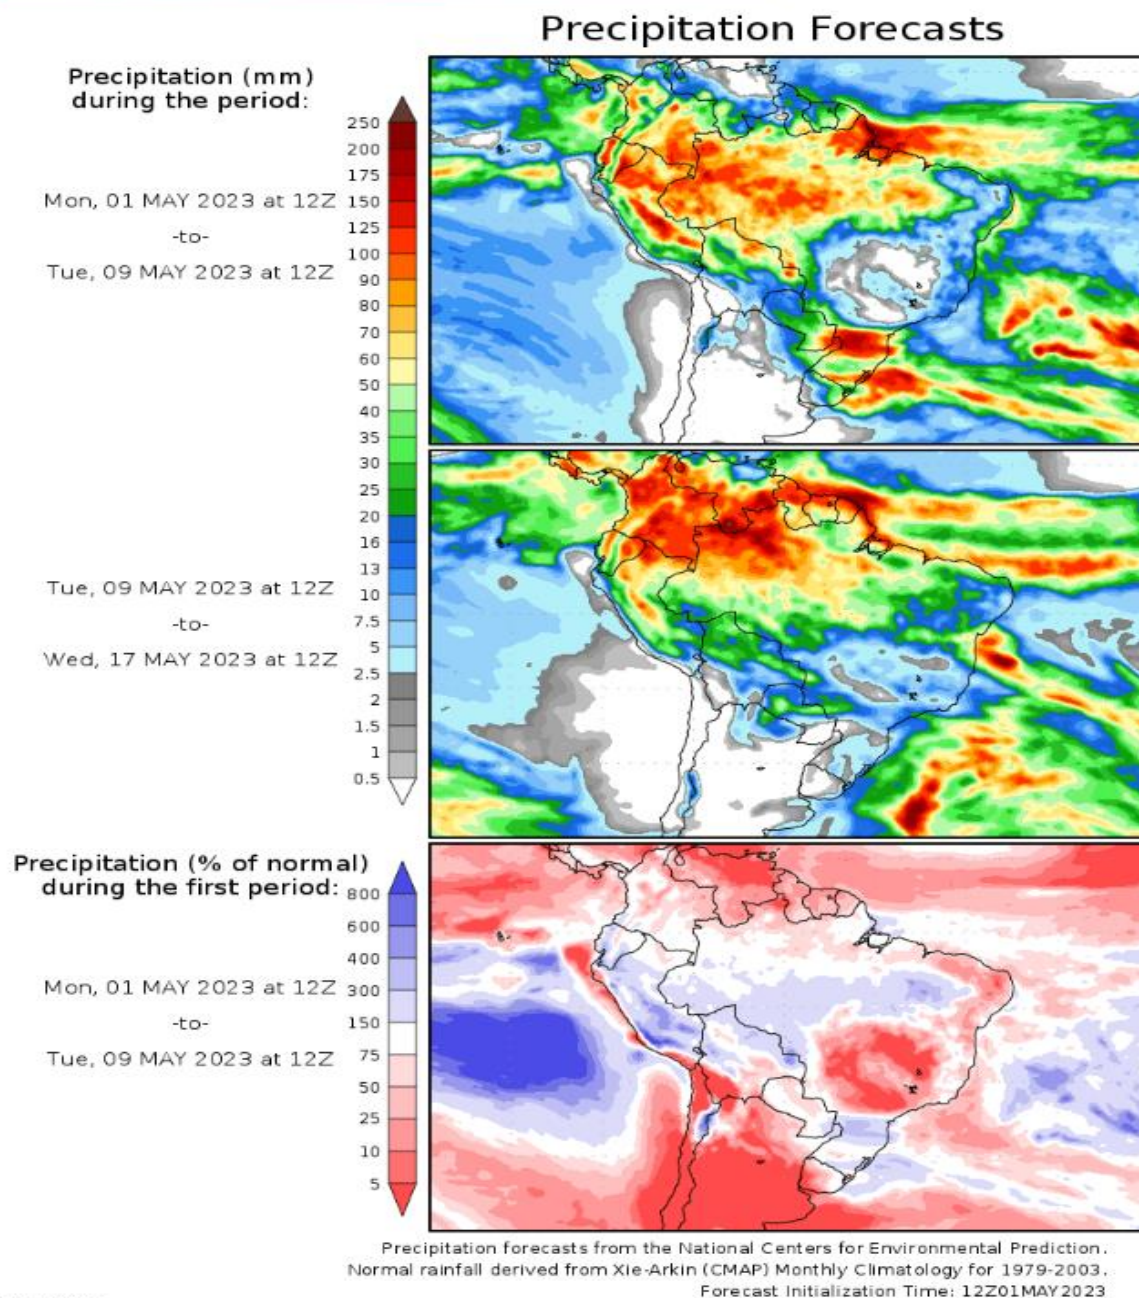 Precipitation Forecasts
Precipitation (mm)
during the period:
250
200
175
Mon, 01 MAY 2023 at 12Z 150
125
-to-
100
Tue, 09 MAY 2023 at 12Z
90
80
70
60
50
40
35
30
25
20
16
13
Tue, 09 MAY 2023 at 12Z
10
-to-
7.5
5
Wed, 17 MAY 2023 at 12Z
2.5
2
1.5
1
0.5
Precipitation (% of normal)
during the first period:
800
600
400
Mon, 01 MAY 2023 at 12Z 300
-to-
150
Tue, 09 MAY 2023 at 12Z
75
50
25
10
5
Precipitation forecasts from the National Centers for Environmental Prediction.
Normal rainfall derived from Xie-Arkin (CMAP) Monthly Climatology for 1979-2003.
Forecast Initialization Time: 12Z01MAY2023